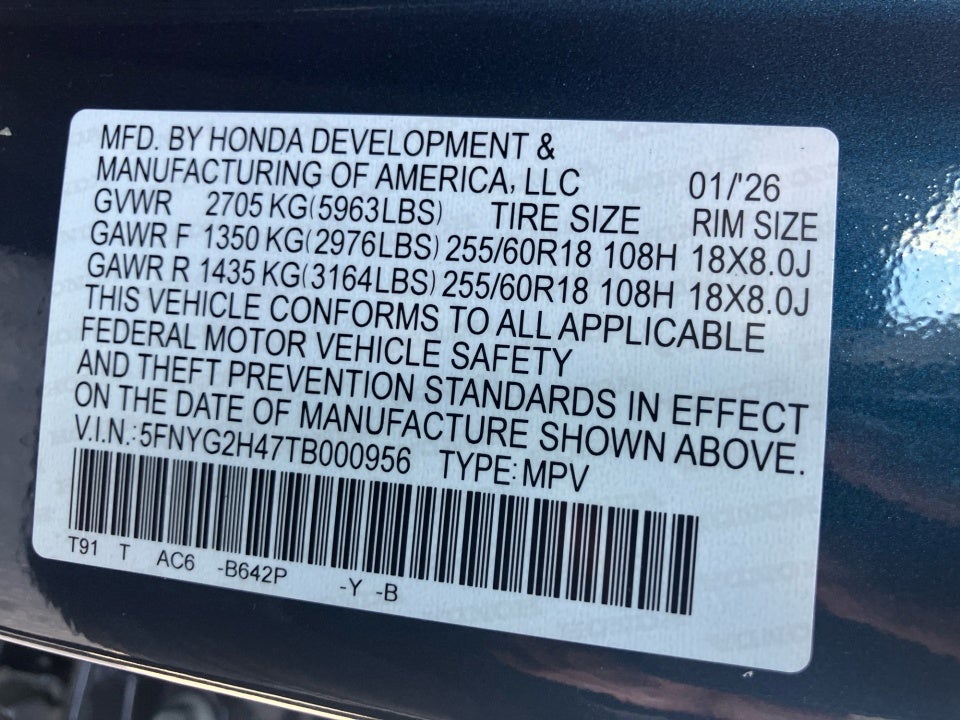 MFD. BY HONDA DEVELOPMENT &
MANUFACTURING OF AMERICA, LLC 01/'26
GVWR 2705 KG(5963LBS) TIRE SIZE RIM SIZE
GAWR F 1350 KG(2976LBS) 255/60R18 108H 18X8.0J
GAWR R 1435 KG(3164LBS) 255/60R18 108H 18X8.0J
THIS VEHICLE CONFORMS TO ALL APPLICABLE
FEDERAL MOTOR VEHICLE SAFETY
AND THEFT PREVENTION STANDARDS IN EFFECT
ON THE DATE OF MANUFACTURE SHOWN ABOVE.
V.I.N.: 5FNYG2H47TB000956 TYPE: MPV
T91 T AC6 -B642P -Y -B